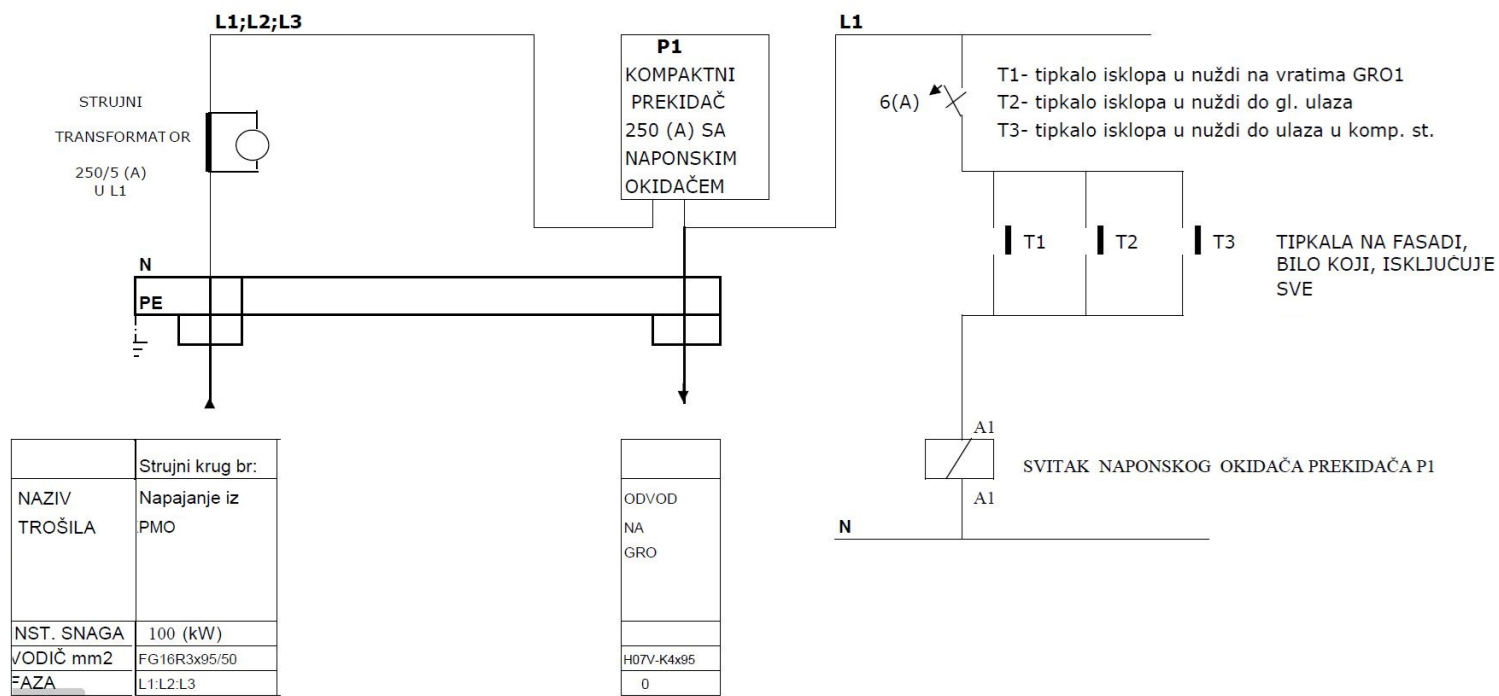 L1;L2;L3
STRUJNI
TRANSFORMATOR
250/5 (A)
U L1
P1
KOMPAKTNI
PREKIDAČ
250 (A) SA
NAPONSKIM
OKIDAČEM
N
PE
L1
6(A)
T1- tipkalo isklopa u nuždi na vratima GRO1
T2- tipkalo isklopa u nuždi do gl. ulaza
T3- tipkalo isklopa u nuždi do ulaza u komp. st.
T1
T2
T3
TIPKALA NA FASADI,
BILO KOJI, ISKLJUČUJE
SVE
A1
SVITAK NAPONSKOG OKIDAČA PREKIDAČA P1
A1
N
Strujni krug br:
NAZIV
TROŠILA
Napajanje iz
PMO
NST. SNAGA
100 (kW)
VODIČ mm2
FG16R3x95/50
FAZA
L1:L2:L3
ODVOD
NA
GRO
H07V-K4x95
0